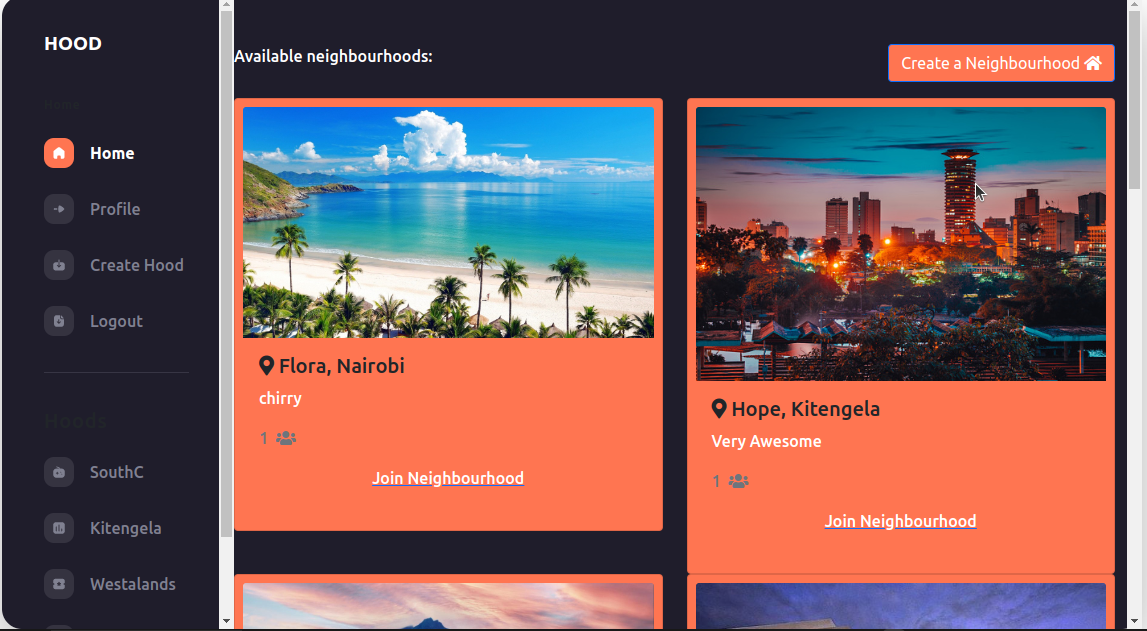 HOOD
Home
Home
Profile
Create Hood
Logout
Hoods
SouthC
Kitengela
Westalands
Available neighbourhoods:
Create a Neighbourhood
Flora, Nairobi
chirry
1
Join Neighbourhood
Hope, Kitengela
Very Awesome
1
Join Neighbourhood